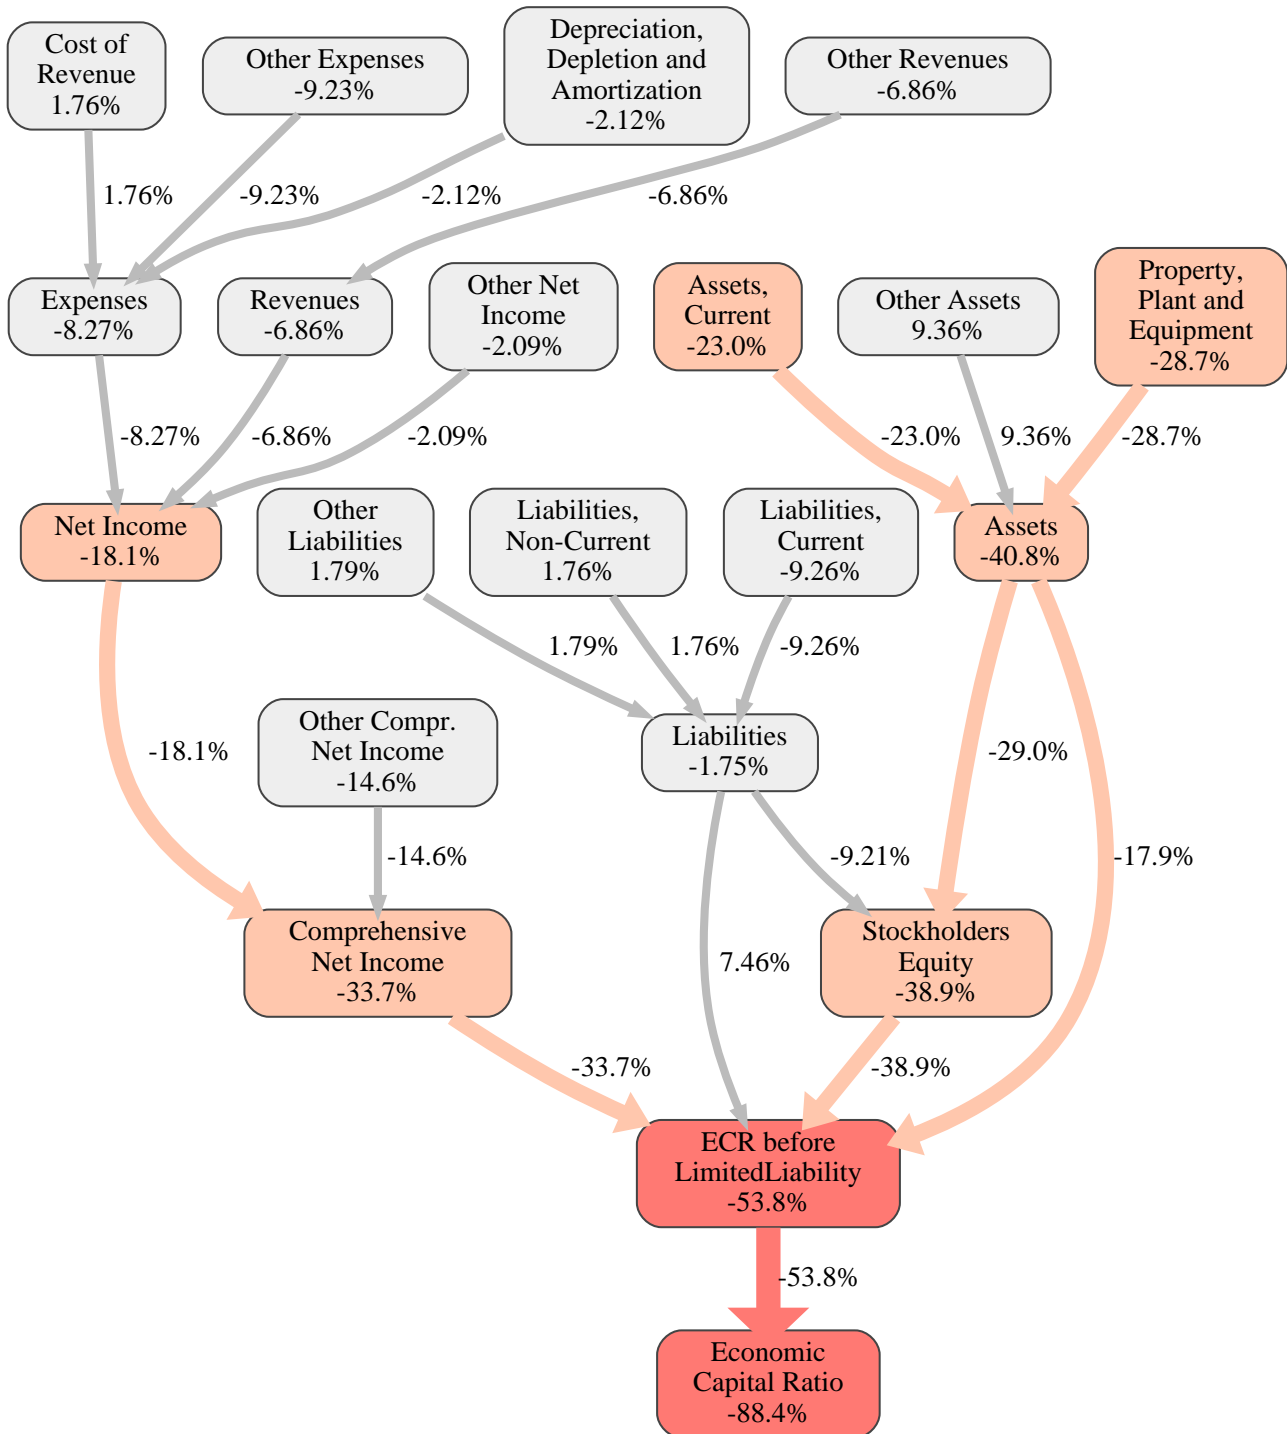 Cost of
Revenue
1.76%
Other Expenses
-9.23%
Depreciation,
Depletion and
Amortization
-2.12%
Other Revenues
-6.86%
1.76%
-9.23%
-2.12%
-6.86%
Expenses
-8.27%
Revenues
-6.86%
Other Net
Income
-2.09%
Assets,
Current
-23.0%
Other Assets
9.36%
Property,
Plant and
Equipment
-28.7%
-8.27%
-6.86%
-2.09%
-23.0%
9.36%
-28.7%
Net Income
-18.1%
Other
Liabilities
1.79%
Liabilities,
Non-Current
1.76%
Liabilities,
Current
-9.26%
Assets
-40.8%
1.79%
1.76%
-9.26%
-18.1%
Other Compr.
Net Income
-14.6%
Liabilities
-1.75%
-29.0%
-14.6%
-9.21%
-17.9%
Comprehensive
Net Income
-33.7%
7.46%
Stockholders
Equity
-38.9%
-33.7%
-38.9%
ECR before
LimitedLiability
-53.8%
-53.8%
Economic
Capital Ratio
-88.4%